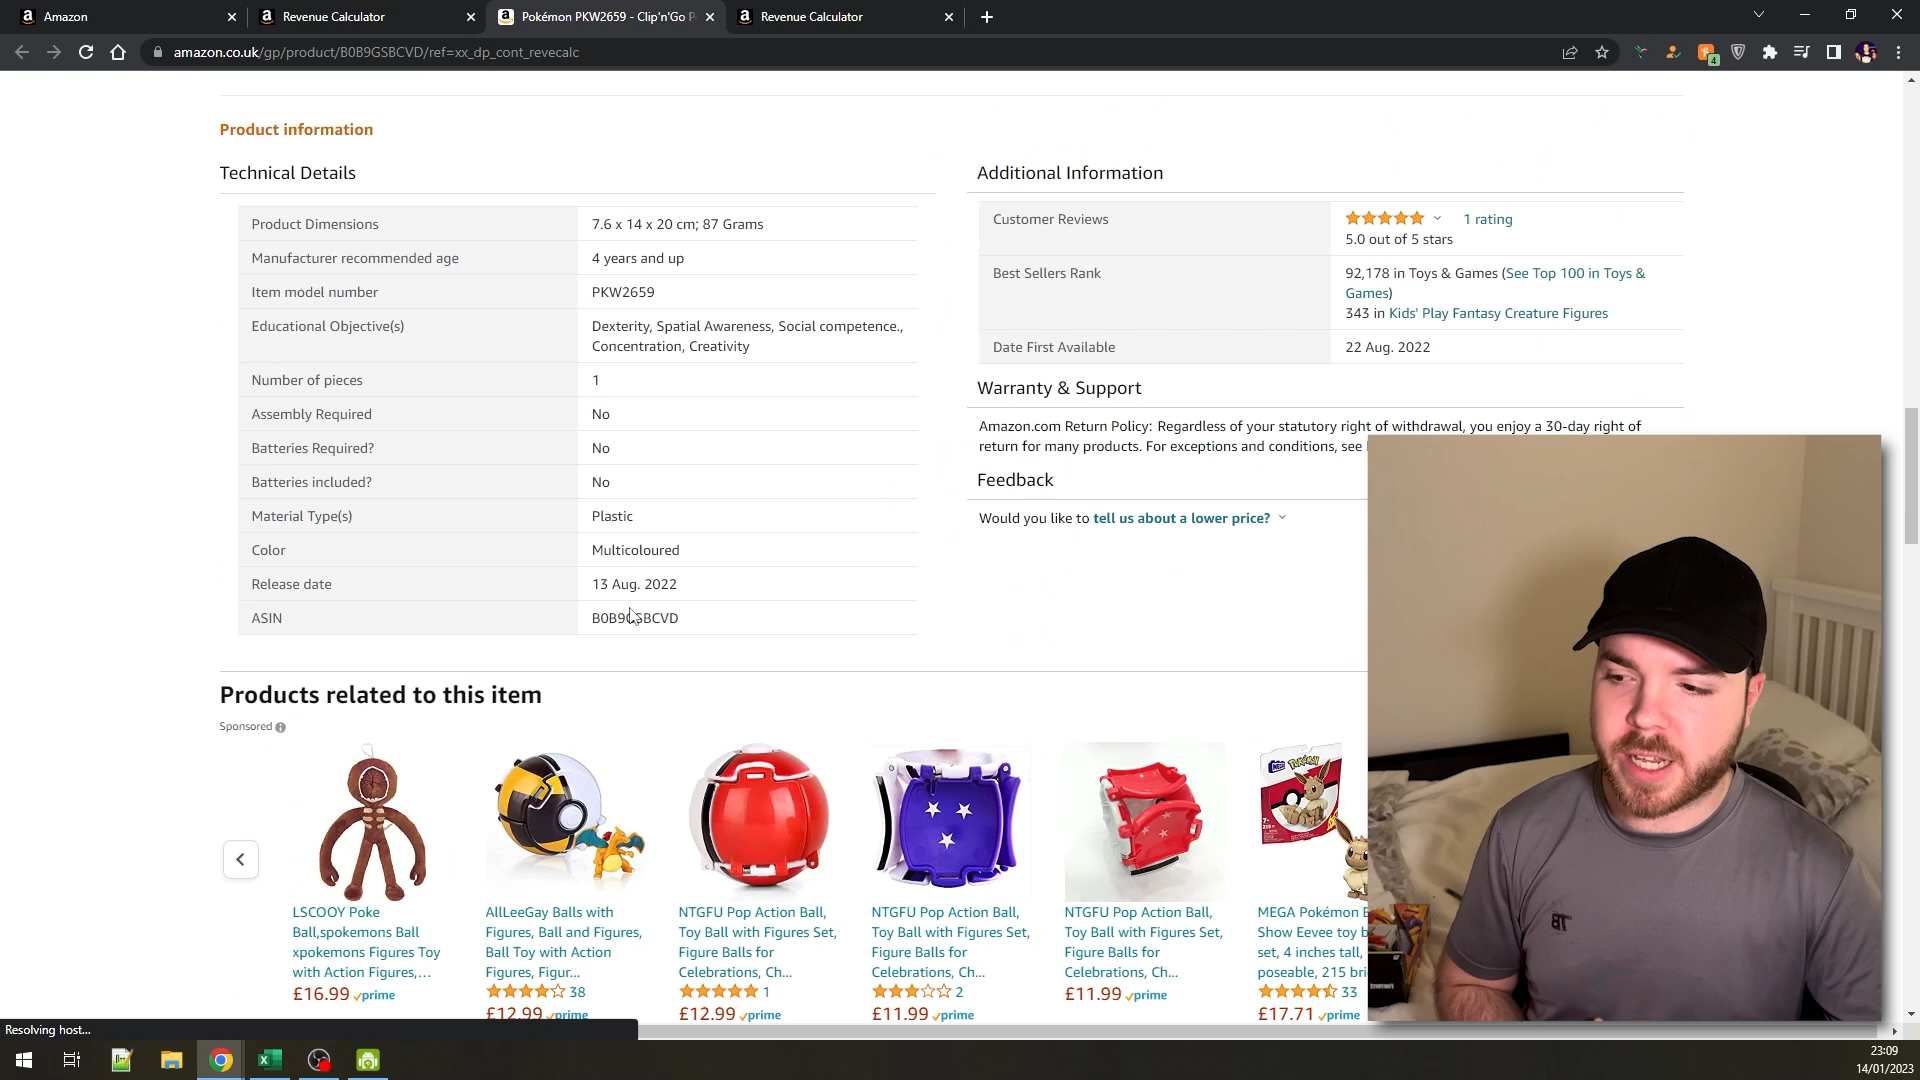 Amazon
Revenue Calculator
Pokémon PKW2659 - Clip'n'Go P
Revenue Calculator
amazon.co.uk/gp/product/B0B9GSBCVD/ref=xx_dp_cont_revecalc
4
Product information
Technical Details
Product Dimensions 7.6 x 14 x 20 cm; 87 Grams
Manufacturer recommended age 4 years and up
Item model number PKW2659
Educational Objective(s) Dexterity, Spatial Awareness, Social competence.,
Concentration, Creativity
Number of pieces 1
Assembly Required No
Batteries Required? No
Batteries included? No
Material Type(s) Plastic
Color Multicoloured
Release date 13 Aug. 2022
ASIN B0B9GSBCVD
Additional Information
Customer Reviews 1 rating
5.0 out of 5 stars
Best Sellers Rank 92,178 in Toys & Games (See Top 100 in Toys &
Games)
343 in Kids' Play Fantasy Creature Figures
Date First Available 22 Aug. 2022
Warranty & Support
Amazon.com Return Policy: Regardless of your statutory right of withdrawal, you enjoy a 30-day right of
return for many products. For exceptions and conditions, see
Feedback
Would you like to tell us about a lower price?
Products related to this item
Sponsored
LSCOOY Poke
Ball,spokemons Ball
xpokemons Figures Toy
with Action Figures,...
£16.99 prime
AllLeeGay Balls with
Figures, Ball and Figures,
Ball Toy with Action
Figures, Figur...
38
£12.99 prime
NTGFU Pop Action Ball,
Toy Ball with Figures Set,
Figure Balls for
Celebrations, Ch...
1
£12.99 prime
NTGFU Pop Action Ball,
Toy Ball with Figures Set,
Figure Balls for
Celebrations, Ch...
2
£11.99 prime
NTGFU Pop Action Ball,
Toy Ball with Figures Set,
Figure Balls for
Celebrations, Ch...
£11.99 prime
MEGA Pokémon
Show Eevee toy b
set, 4 inches tall,
poseable, 215 bri
33
£17.71 prime
Resolving host...
23:09
14/01/2023